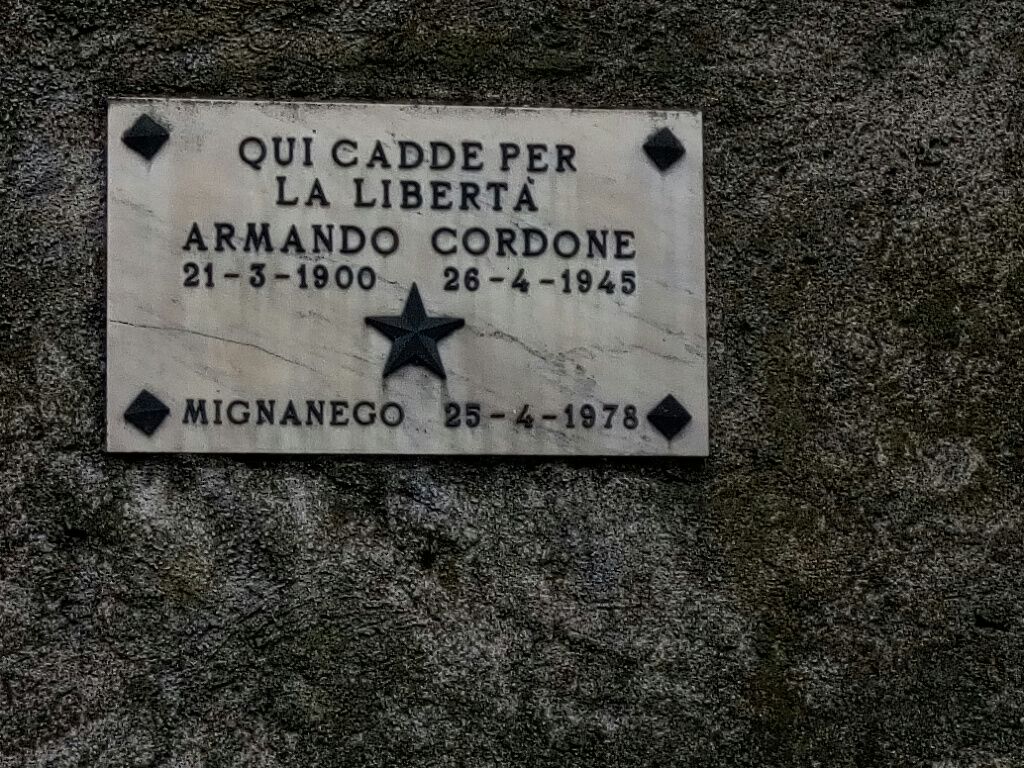 QUI CADDE PER
LA LIBERTÀ
ARMANDO CORDONE
21-3-1900 26-4-1945
MIGNANEGO 25-4-1978